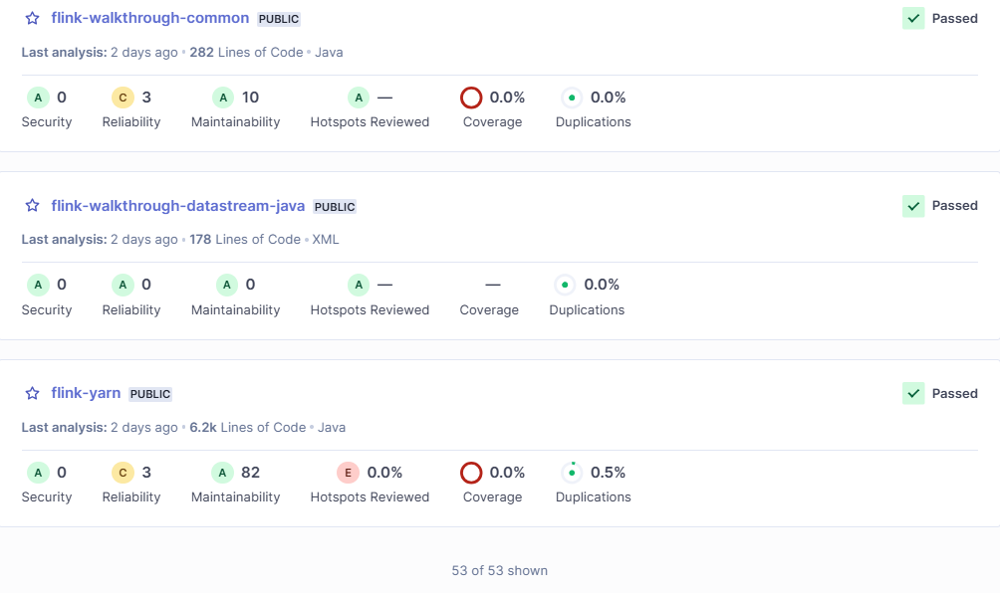 flink-walkthrough-common PUBLIC Passed
Last analysis: 2 days ago • 282 Lines of Code • Java
A 0 C 3 A 10 A — 0.0% 0.0%
Security Reliability Maintainability Hotspots Reviewed Coverage Duplications
flink-walkthrough-datastream-java PUBLIC Passed
Last analysis: 2 days ago • 178 Lines of Code • XML
A 0 A 0 A 0 A — — 0.0%
Security Reliability Maintainability Hotspots Reviewed Coverage Duplications
flink-yarn PUBLIC Passed
Last analysis: 2 days ago • 6.2k Lines of Code • Java
A 0 C 3 A 82 E 0.0% 0.0% 0.5%
Security Reliability Maintainability Hotspots Reviewed Coverage Duplications
53 of 53 shown